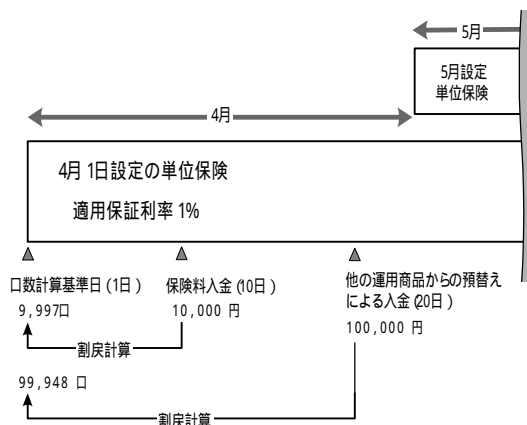 5月
5月設定
単位保険
4月
4月1日設定の単位保険
適用保証利率1%
口数計算基準日(1日)
9,997口
保険料入金(10日)
10,000 円
他の運用商品からの預替え
による入金(20日)
100,000 円
割戻計算
99,948 口
割戻計算